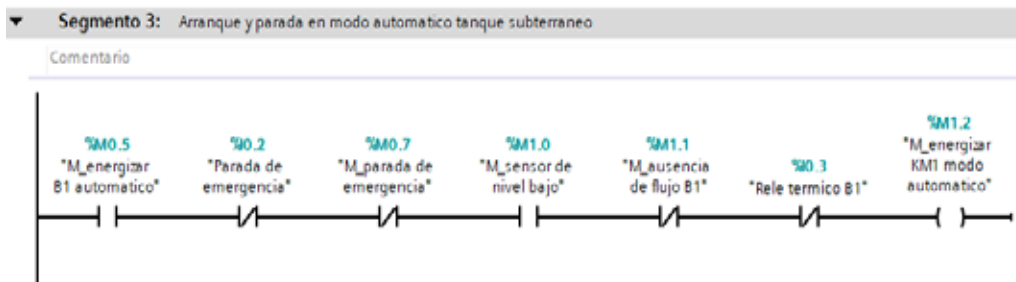 Segmento 3: Arranque y parada en modo automatico tanque subterraneo
Comentario
%M0.5
"M_energizar
B1 automatico"
%I0.2
"Parada de
emergencia"
%M0.7
"M_parada de
emergencia"
%M1.0
"M_sensor de
nivel bajo"
%M1.1
"M_ausencia
de flujo B1"
%I0.3
"Rele termico B1"
%M1.2
"M_energizar
KM1 modo
automatico"